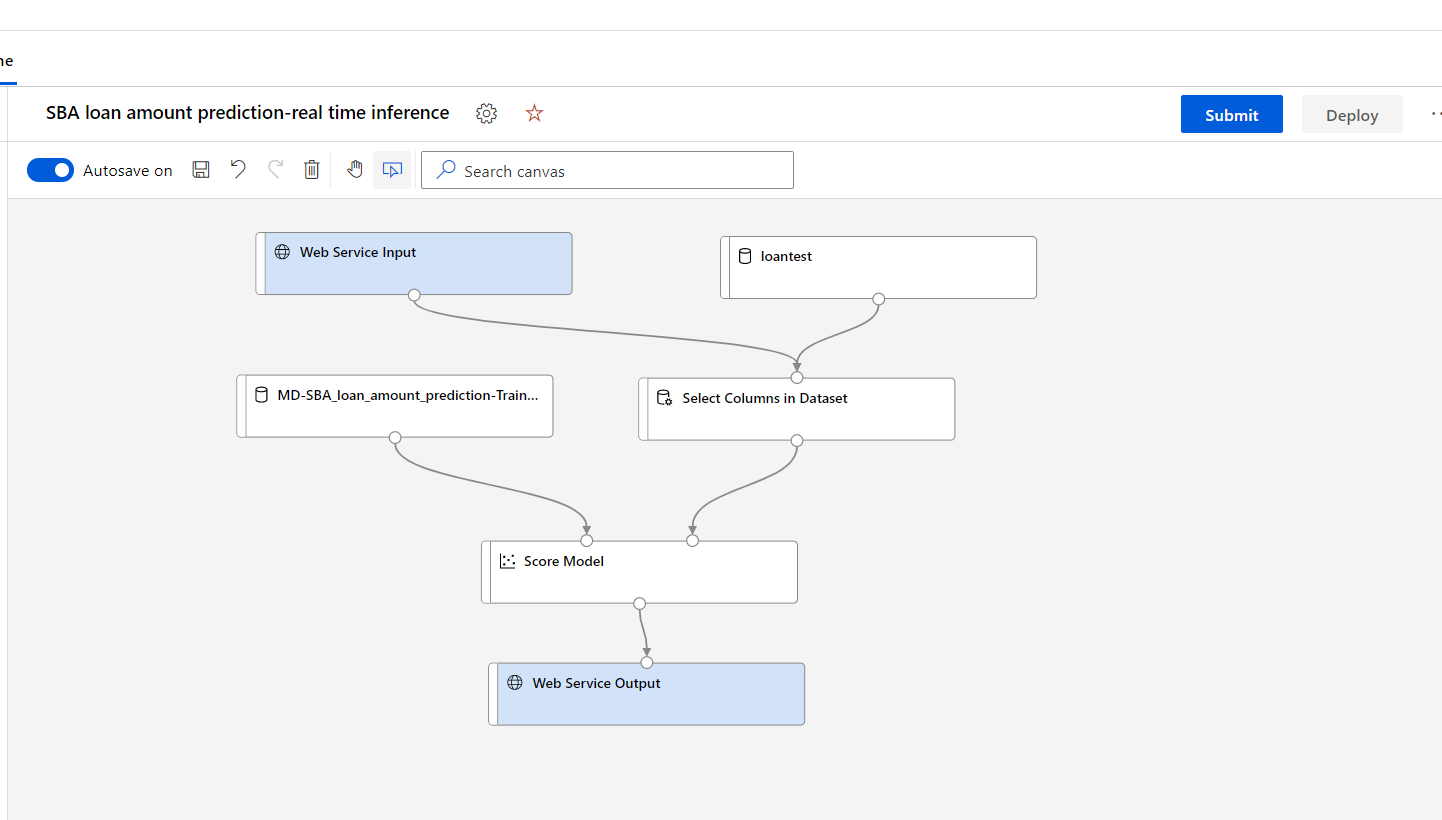 ne
SBA loan amount prediction-real time inference
Submit
Deploy
Autosave on
Search canvas
Web Service Input
loantest
MD-SBA_loan_amount_prediction-Train...
Select Columns in Dataset
Score Model
Web Service Output